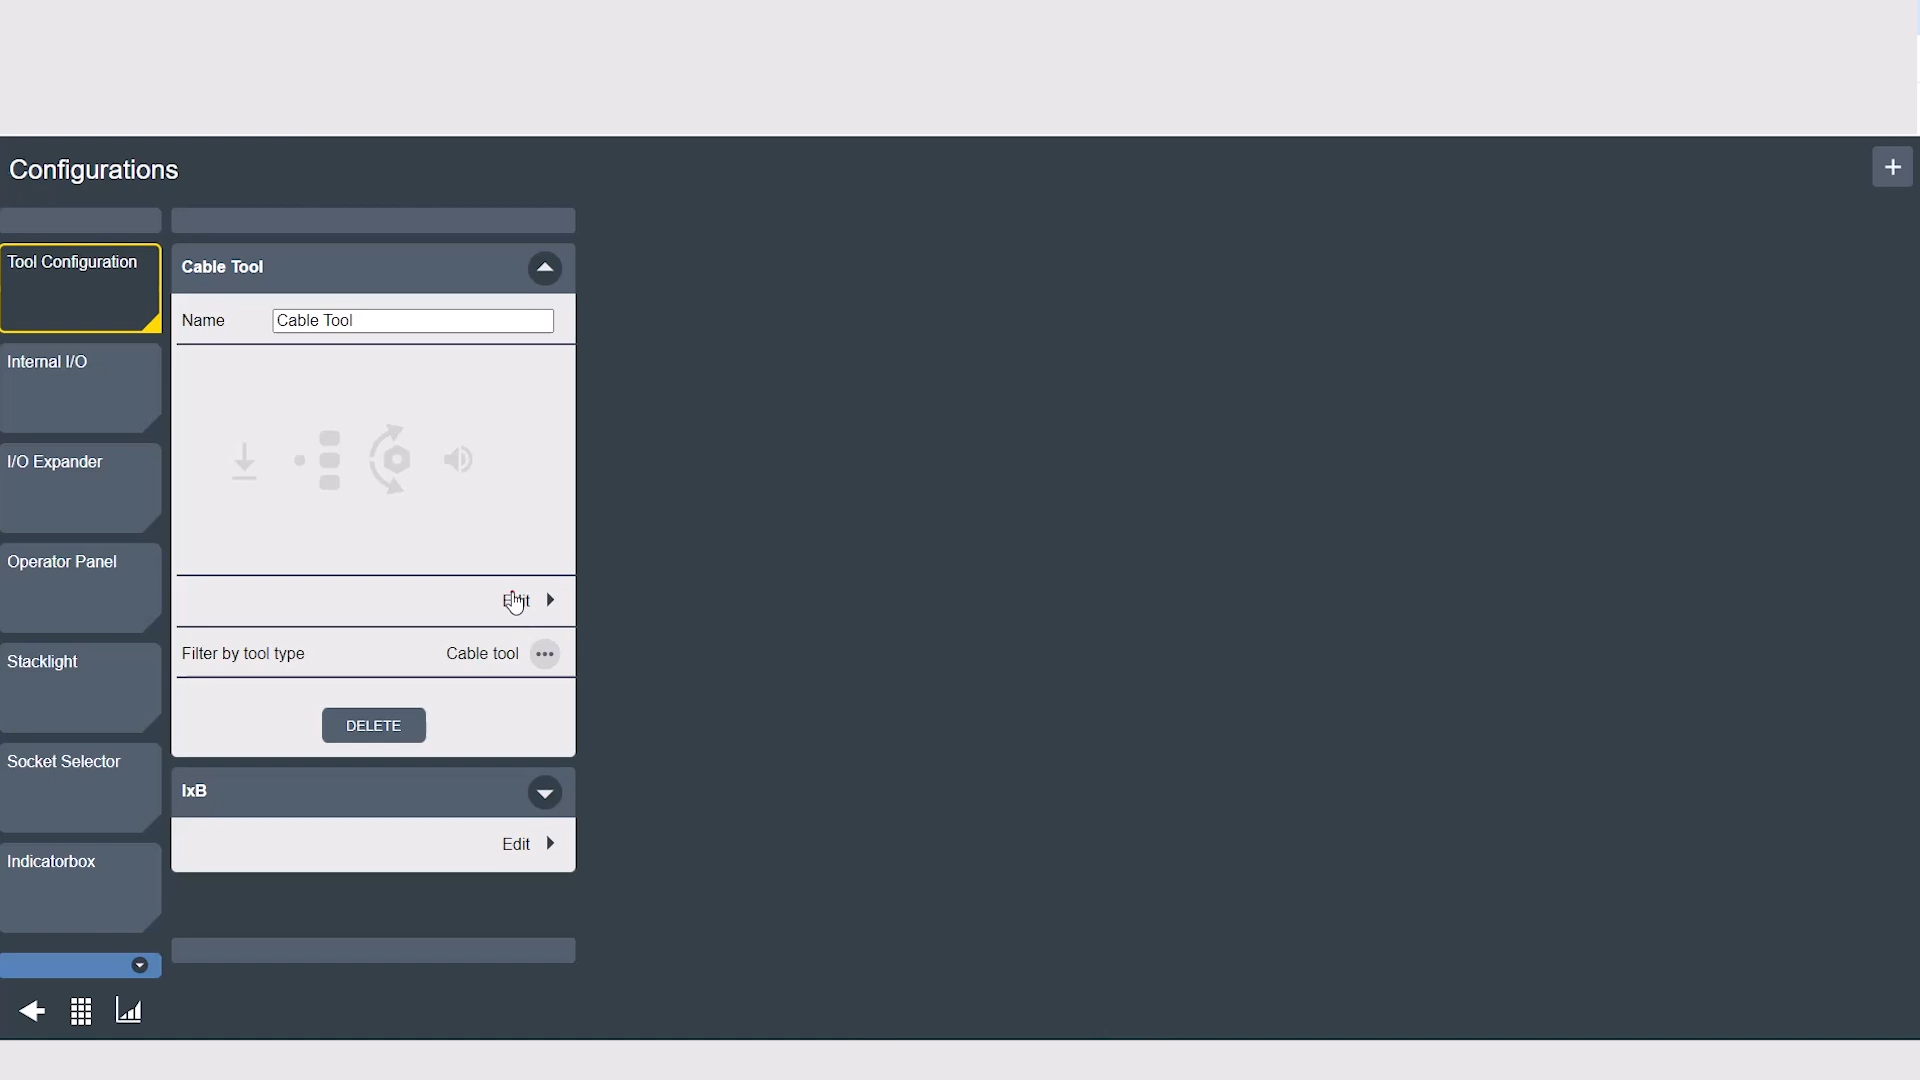 Configurations
Tool Configuration
Internal I/O
I/O Expander
Operator Panel
Stacklight
Socket Selector
Indicatorbox
Cable Tool
Name
Cable Tool
Edit
Filter by tool type
Cable tool
DELETE
IxB
Edit